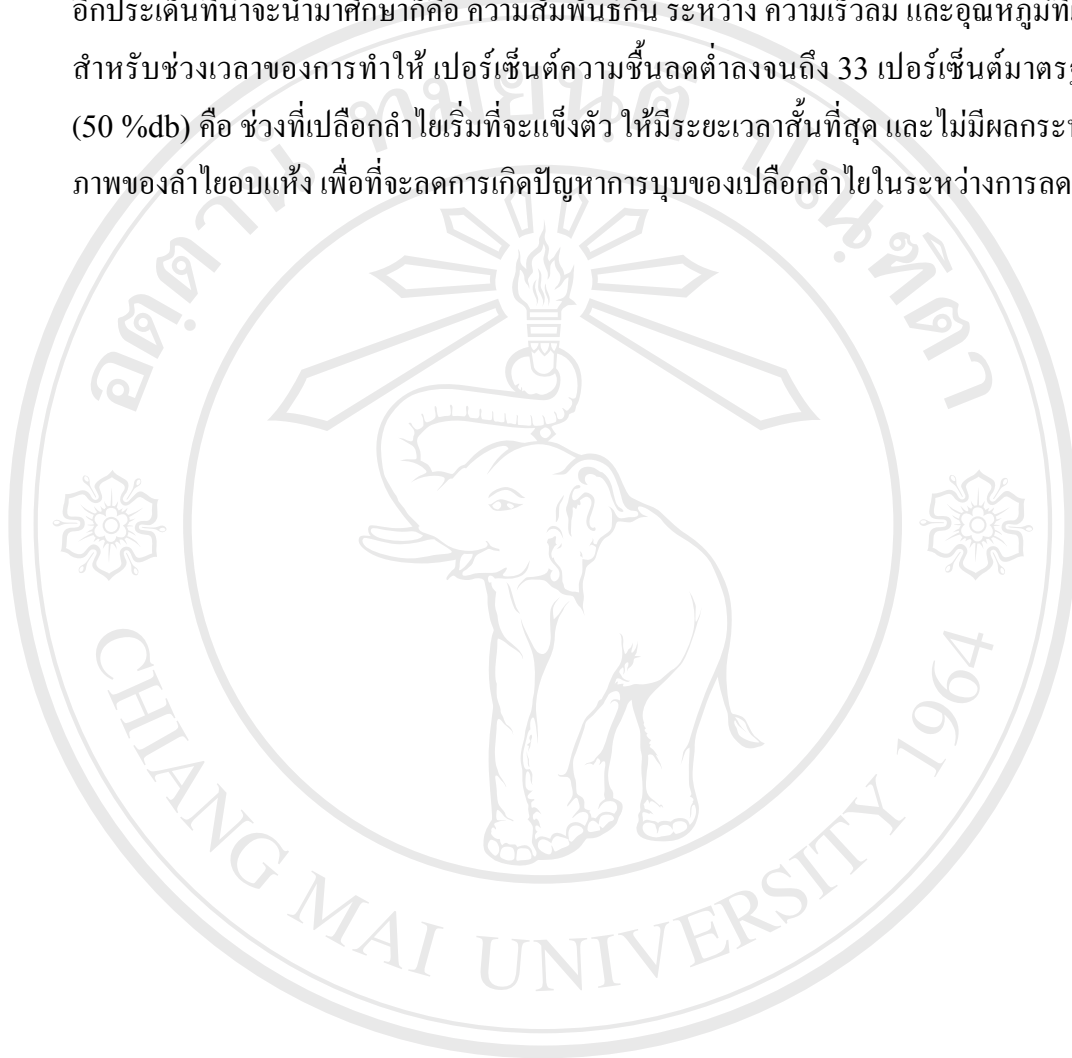 อีกประเด็นที่น่าจะนำมาศึกษาก็คือ ความสัมพันธ์กัน ระหว่าง ความเร็วลม และอุณหภูมิ
สำหรับช่วงเวลาของการทำให้ เปอร์เซ็นต์ความชื้นลดต่ำลงจนถึง 33 เปอร์เซ็นต์
(50 %db) คือ ช่วงที่เปลือกลำไยเริ่มที่จะแข็งตัว ให้มีระยะเวลาสั้นที่สุด และไม่มี
ภาพของลำไยอบแห้ง เพื่อที่จะลดการเกิดปัญหาการบุบของเปลือกลำไยในระหว่างการลด
อตฺตานํ ทมยนฺติ ปณฺฑิตา
CHIANG MAI UNIVERSITY 1964